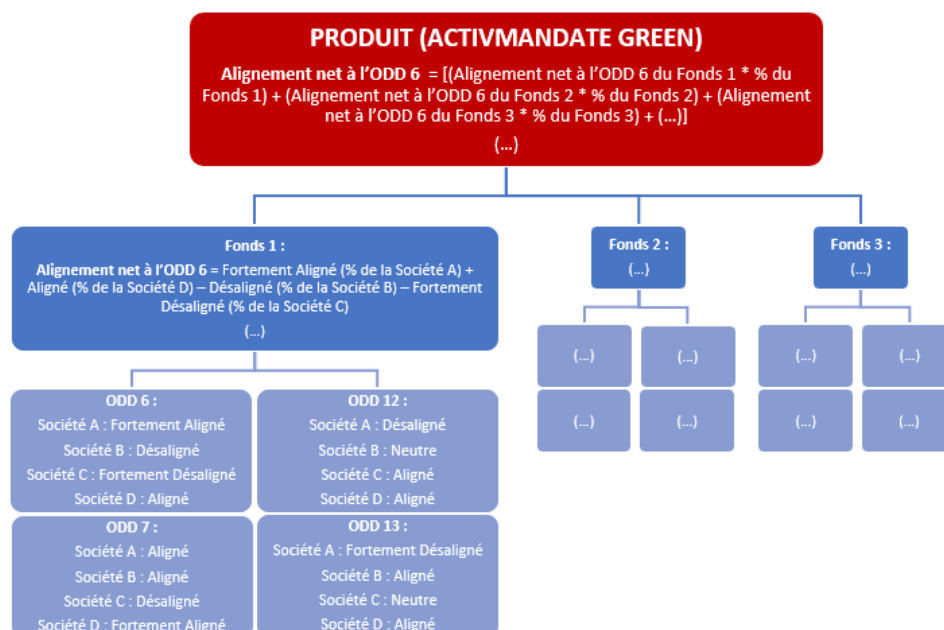 PRODUIT (ACTIVMANDATE GREEN)
Alignement net à l'ODD 6 = [(Alignement net à l'ODD 6 du Fonds 1 * % du
Fonds 1) + (Alignement net à l'ODD 6 du Fonds 2 * % du Fonds 2) + (Alignement
net à l'ODD 6 du Fonds 3 * % du Fonds 3) + (...)]
(...)
Fonds 1 :
Alignement net à l'ODD 6 = Fortement Aligné (% de la Société A) +
Aligné (% de la Société D) – Désaligné (% de la Société B) – Fortement
Désaligné (% de la Société C)
(...)
Fonds 2 :
(...)
Fonds 3 :
(...)
ODD 6 :
Société A : Fortement Aligné
Société B : Désaligné
Société C : Fortement Désaligné
Société D : Aligné
ODD 12 :
Société A : Désaligné
Société B : Neutre
Société C : Aligné
Société D : Aligné
ODD 7 :
Société A : Aligné
Société B : Aligné
Société C : Désaligné
Société D : Fortement Aligné
ODD 13 :
Société A : Fortement Désaligné
Société B : Aligné
Société C : Neutre
Société D : Aligné
(...)
(...)
(...)
(...)
(...)
(...)
(...)
(...)